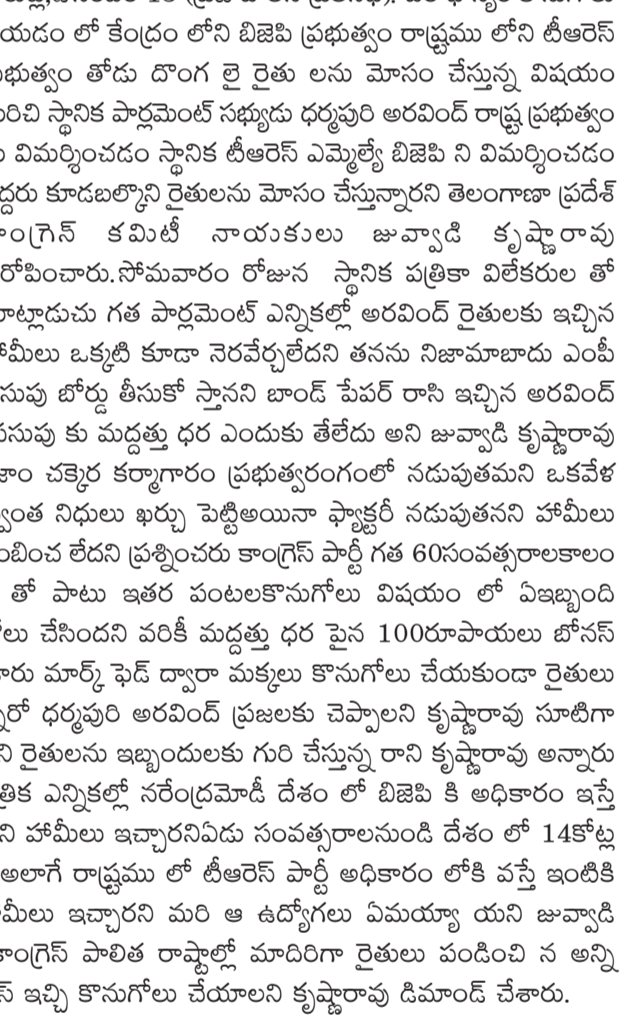 యడం లో కేంద్రం లోని బిజెపి ప్రభుత్వం రాష్ట్రము లోని టీఆరెస్
భుత్వం తోడు దొంగ లై రైతు లను మోసం చేస్తున్న విషయం
రిచి స్థానిక పార్లమెంట్ సభ్యుడు ధర్మపురి అరవింద్ రాష్ట్ర ప్రభుత్వం
విమర్శించడం స్థానిక టీఆరెస్ ఎమ్మెల్యే బిజెపి ని విమర్శించడం
ద్దరు కూడబల్కొని రైతులను మోసం చేస్తున్నారని తెలంగాణా ప్రదేశ్
ాంగ్రెస్ కమిటీ నాయకులు జువ్వాడి కృష్ణారావు
రోపించారు.సోమవారం రోజున స్థానిక పత్రికా విలేకరుల తో
ాట్లాడుచు గత పార్లమెంట్ ఎన్నికల్లో అరవింద్ రైతులకు ఇచ్చిన
ామీలు ఒక్కటి కూడా నెరవేర్చలేదని తనను నిజామాబాదు ఎంపీ
సుపు బోర్డు తీసుకో స్తానని బాండ్ పేపర్ రాసి ఇచ్చిన అరవింద్
పసుపు కు మద్దత్తు ధర ఎందుకు తేలేదు అని జువ్వాడి కృష్ణారావు
జాం చక్కెర కర్మాగారం ప్రభుత్వరంగంలో నడుపుతమని ఒకవేళ
్వంత నిధులు ఖర్చు పెట్టిఅయినా ఫ్యాక్టరీ నడుపుతనని హామీలు
ంబించ లేదని ప్రశ్నించరు కాంగ్రెస్ పార్టీ గత 60సంవత్సరాలకాలం
తో పాటు ఇతర పంటలకొనుగోలు విషయం లో ఏఇబ్బంది
లు చేసిందని వరికీ మద్దత్తు ధర పైన 100రూపాయలు బోనస్
ారు మార్క్ ఫెడ్ ద్వారా మక్కలు కొనుగోలు చేయకుండా రైతులు
్నరో ధర్మపురి అరవింద్ ప్రజలకు చెప్పాలని కృష్ణారావు సూటిగా
ని రైతులను ఇబ్బందులకు గురి చేస్తున్న రాని కృష్ణారావు అన్నారు
త్రిక ఎన్నికల్లో నరేంద్రమోడీ దేశం లో బిజెపి కి అధికారం ఇస్తే
ని హామీలు ఇచ్చారనిఏడు సంవత్సరాలనుండి దేశం లో 14కోట్ల
అలాగే రాష్ట్రము లో టీఆరెస్ పార్టీ అధికారం లోకి వస్తే ఇంటికి
మీలు ఇచ్చారని మరి ఆ ఉద్యోగలు ఏమయ్యా యని జువ్వాడి
ాంగ్రెస్ పాలిత రాష్ట్రాల్లో మాదిరిగా రైతులు పండించి న అన్ని
స్ ఇచ్చి కొనుగోలు చేయాలని కృష్ణారావు డిమాండ్ చేశారు.